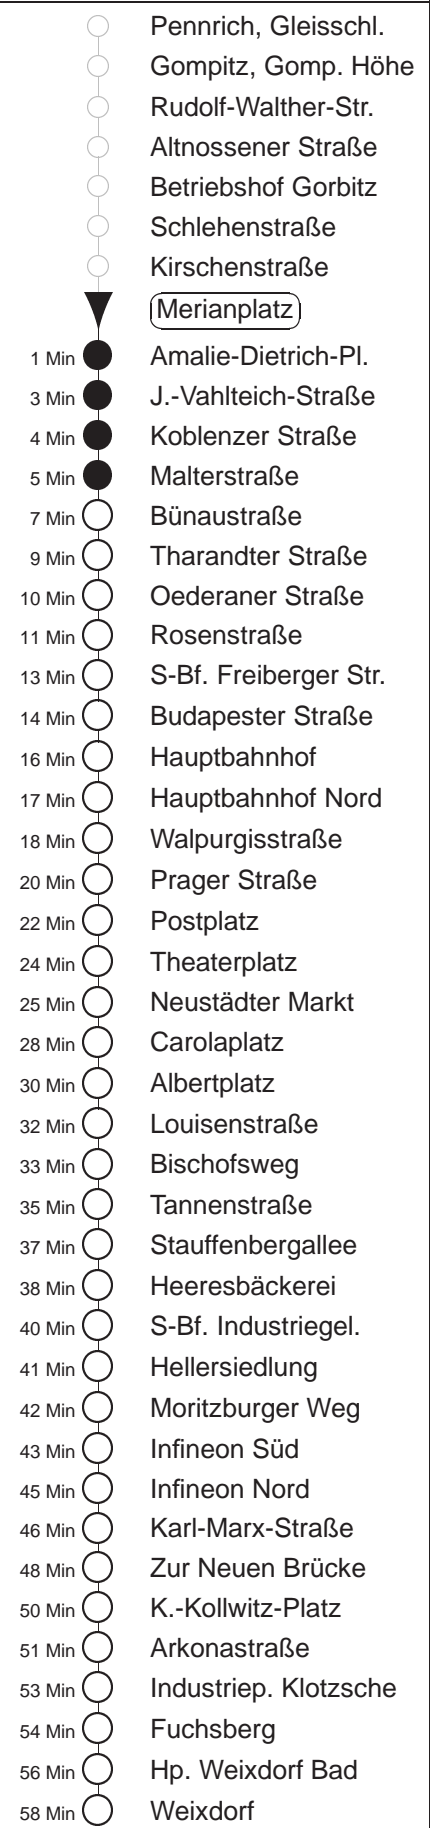 Pennrich, Gleisschl.
Gompitz, Gomp. Höhe
Rudolf-Walther-Str.
Altnossener Straße
Betriebshof Gorbitz
Schlehenstraße
Kirschenstraße
Merianplatz
1 Min Amalie-Dietrich-Pl.
3 Min J.-Vahlteich-Straße
4 Min Koblenzer Straße
5 Min Malterstraße
7 Min Bünaustraße
9 Min Tharandter Straße
10 Min Oederaner Straße
11 Min Rosenstraße
13 Min S-Bf. Freiberger Str.
14 Min Budapester Straße
16 Min Hauptbahnhof
17 Min Hauptbahnhof Nord
18 Min Walpurgisstraße
20 Min Prager Straße
22 Min Postplatz
24 Min Theaterplatz
25 Min Neustädter Markt
28 Min Carolaplatz
30 Min Albertplatz
32 Min Louisenstraße
33 Min Bischofsweg
35 Min Tannenstraße
37 Min Stauffenbergallee
38 Min Heeresbäckerei
40 Min S-Bf. Industriegel.
41 Min Hellersiedlung
42 Min Moritzburger Weg
43 Min Infineon Süd
45 Min Infineon Nord
46 Min Karl-Marx-Straße
48 Min Zur Neuen Brücke
50 Min K.-Kollwitz-Platz
51 Min Arkonastraße
53 Min Industriep. Klotzsche
54 Min Fuchsberg
56 Min Hp. Weixdorf Bad
58 Min Weixdorf